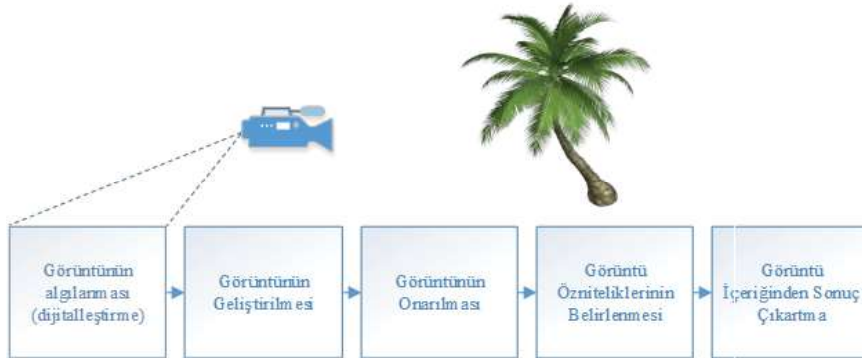 Görüntünün
algılanması
(dijitalleştirme)
Görüntünün
Geliştirilmesi
Görüntünün
Onarılması
Görüntü
Özniteliklerinin
Belirlenmesi
Görüntü
İçeriğinden Sonuç
Çıkartma